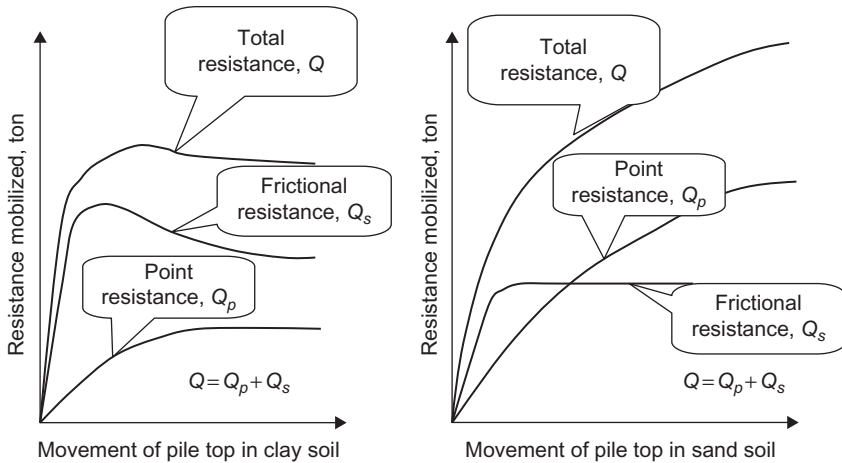 Resistance mobilized, ton
Total
resistance, Q
Frictional
resistance, Qs
Point
resistance, Qp
Q = Qp + Qs
Movement of pile top in clay soil
Resistance mobilized, ton
Total
resistance, Q
Point
resistance, Qp
Frictional
resistance, Qs
Q = Qp + Qs
Movement of pile top in sand soil